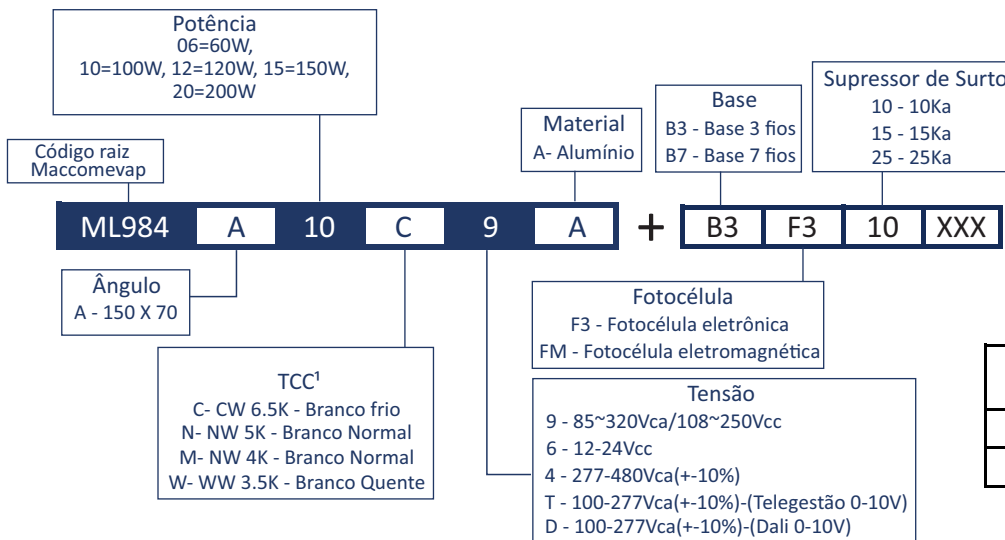 Potência
06=60W,
10=100W, 12=120W, 15=150W,
20=200W
Supressor de Surto
10 - 10Ka
15 - 15Ka
25 - 25Ka
Base
B3 - Base 3 fios
B7 - Base 7 fios
Material
A- Alumínio
Código raiz
Maccomevap
ML984 A 10 C 9 A + B3 F3 10 XXX
Ângulo
A - 150 X 70
Fotocélula
F3 - Fotocélula eletrônica
FM - Fotocélula eletromagnética
TCC¹
C- CW 6.5K - Branco frio
N- NW 5K - Branco Normal
M- NW 4K - Branco Normal
W- WW 3.5K - Branco Quente
Tensão
9 - 85~320Vca/108~250Vcc
6 - 12-24Vcc
4 - 277-480Vca(+-10%)
T - 100-277Vca(+-10%)-(Telegestão 0-10V)
D - 100-277Vca(+-10%)-(Dali 0-10V)